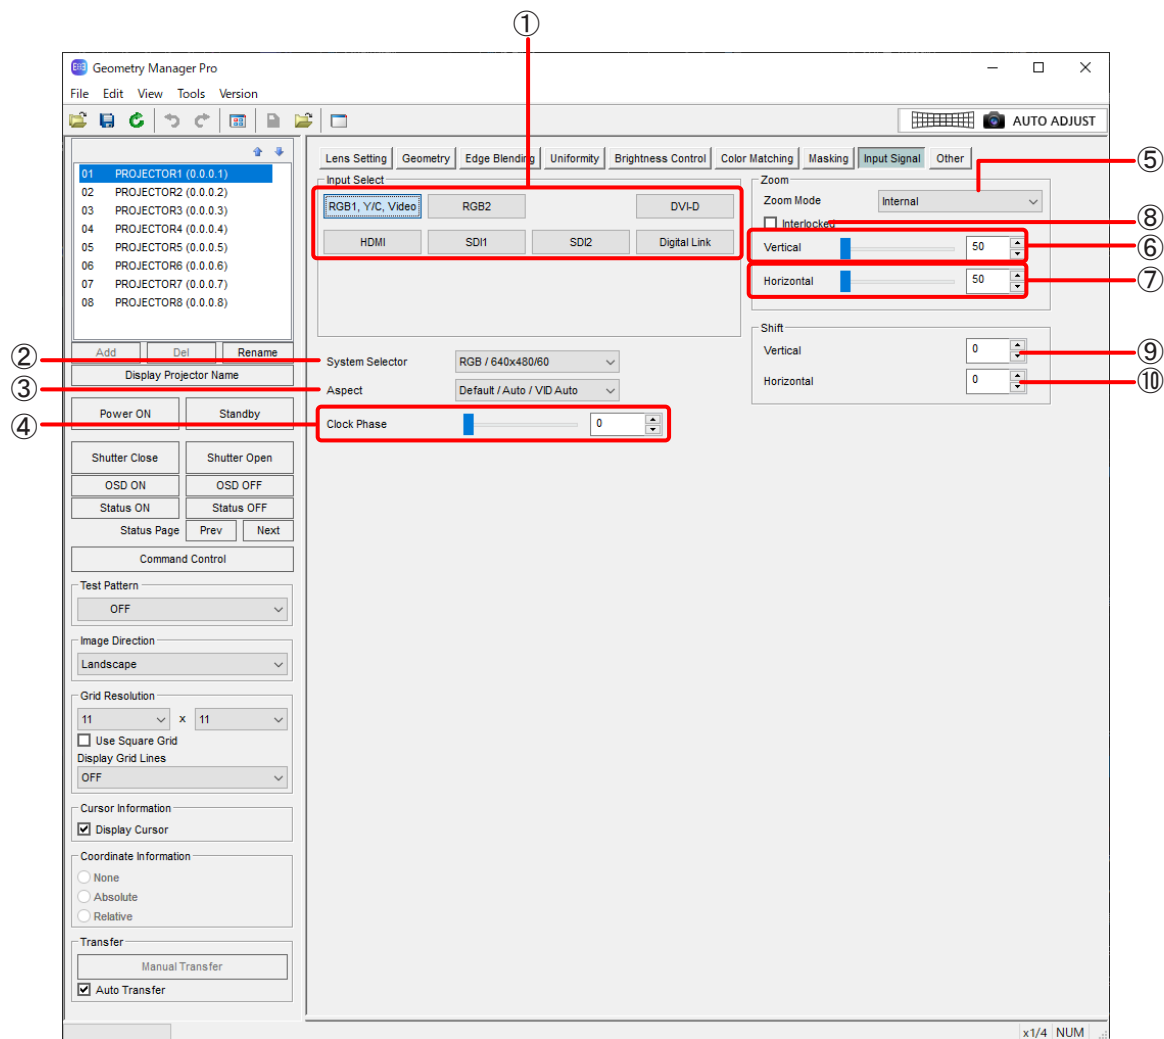 ①
Geometry Manager Pro
File Edit View Tools Version
AUTO ADJUST
01 PROJECTOR1 (0.0.0.1)
02 PROJECTOR2 (0.0.0.2)
03 PROJECTOR3 (0.0.0.3)
04 PROJECTOR4 (0.0.0.4)
05 PROJECTOR5 (0.0.0.5)
06 PROJECTOR6 (0.0.0.6)
07 PROJECTOR7 (0.0.0.7)
08 PROJECTOR8 (0.0.0.8)
Add Del Rename
Display Projector Name
Power ON Standby
Shutter Close Shutter Open
OSD ON OSD OFF
Status ON Status OFF
Status Page Prev Next
Command Control
Test Pattern
OFF
Image Direction
Landscape
Grid Resolution
11 x 11
Use Square Grid
Display Grid Lines
OFF
Cursor Information
Display Cursor
Coordinate Information
None
Absolute
Relative
Transfer
Manual Transfer
Auto Transfer
Lens Setting Geometry Edge Blending Uniformity Brightness Control Color Matching Masking Input Signal Other
Input Select
RGB1, Y/C, Video RGB2 DVI-D
HDMI SDI1 SDI2 Digital Link
② System Selector RGB / 640x480/60
③ Aspect Default / Auto / VID Auto
④ Clock Phase 0
Zoom
Zoom Mode Internal ⑤
Interlocked ⑧
Vertical 50 ⑥
Horizontal 50 ⑦
Shift
Vertical 0 ⑨
Horizontal 0 ⑩
x1/4 NUM